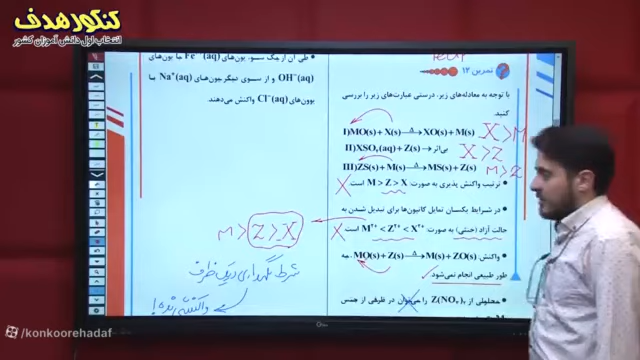 کنکور هدف
انتخاب اول دانش آموزان کشور
تمرین ۱۲
با توجه به معادله‌های زیر، درستی عبارت‌های زیر را بررسی
کنید.
I) MO(s) + X(s) →Δ XO(s) + M(s) X > M
II) XSO₄(aq) + Z(s) → بی‌اثر X > Z
III) ZS(s) + M(s) →Δ MS(s) + Z(s) M > Z
• ترتیب واکنش پذیری به صورت M > Z > X است
• در شرایط یکسان تمایل کاتیون‌ها برای تبدیل شدن به
حالت آزاد (خنثی) به صورت M²⁺ < Z²⁺ < X²⁺ است
• واکنش MO(s) + Z(s) →Δ M(s) + ZO(s) به
طور طبیعی انجام نمی‌شود
• محلولی از Z(NO₃)₂ را می‌توان در ظرفی از جنس
طی آن از یک سو، یون‌های Fe (aq) با یون‌های
OH⁻(aq) و از سوی دیگر یون‌های Na⁺(aq) با
یون‌های Cl⁻(aq) واکنش می‌دهند.
M > Z > X
شرط نگهداری در یک ظرف
واکنش نده!
konkoorehadaf